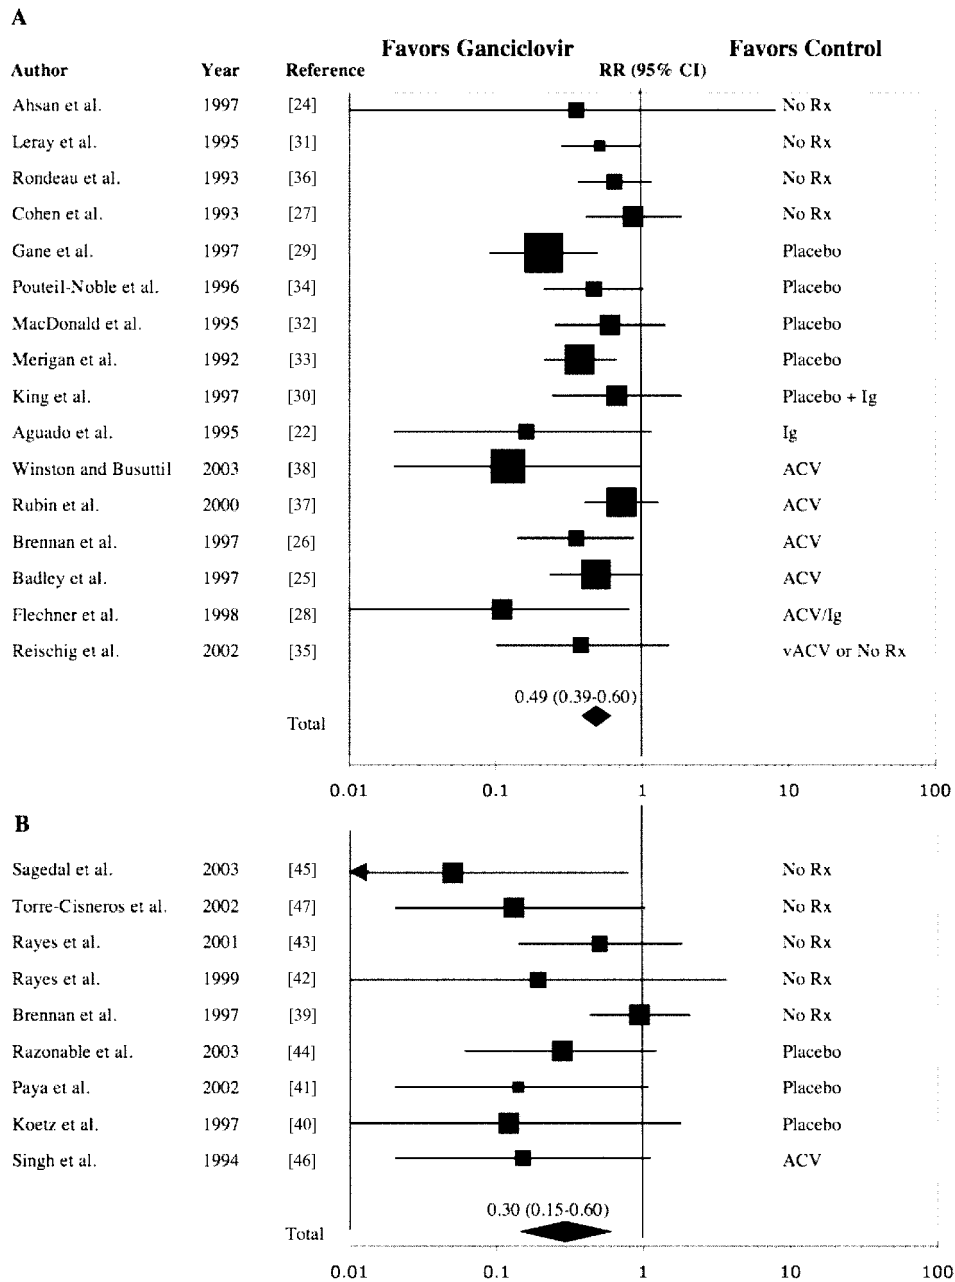 A
Favors Ganciclovir Favors Control
Author Year Reference RR (95% CI)
Ahsan et al. 1997 [24] No Rx
Leray et al. 1995 [31] No Rx
Rondeau et al. 1993 [36] No Rx
Cohen et al. 1993 [27] No Rx
Gane et al. 1997 [29] Placebo
Pouteil-Noble et al. 1996 [34] Placebo
MacDonald et al. 1995 [32] Placebo
Merigan et al. 1992 [33] Placebo
King et al. 1997 [30] Placebo + Ig
Aguado et al. 1995 [22] Ig
Winston and Busuttil 2003 [38] ACV
Rubin et al. 2000 [37] ACV
Brennan et al. 1997 [26] ACV
Badley et al. 1997 [25] ACV
Flechner et al. 1998 [28] ACV/Ig
Reischig et al. 2002 [35] vACV or No Rx
0.49 (0.39-0.60)
Total
0.01 0.1 1 10 100
B
Sagedal et al. 2003 [45] No Rx
Torre-Cisneros et al. 2002 [47] No Rx
Rayes et al. 2001 [43] No Rx
Rayes et al. 1999 [42] No Rx
Brennan et al. 1997 [39] No Rx
Razonable et al. 2003 [44] Placebo
Paya et al. 2002 [41] Placebo
Koetz et al. 1997 [40] Placebo
Singh et al. 1994 [46] ACV
0.30 (0.15-0.60)
Total
0.01 0.1 1 10 100